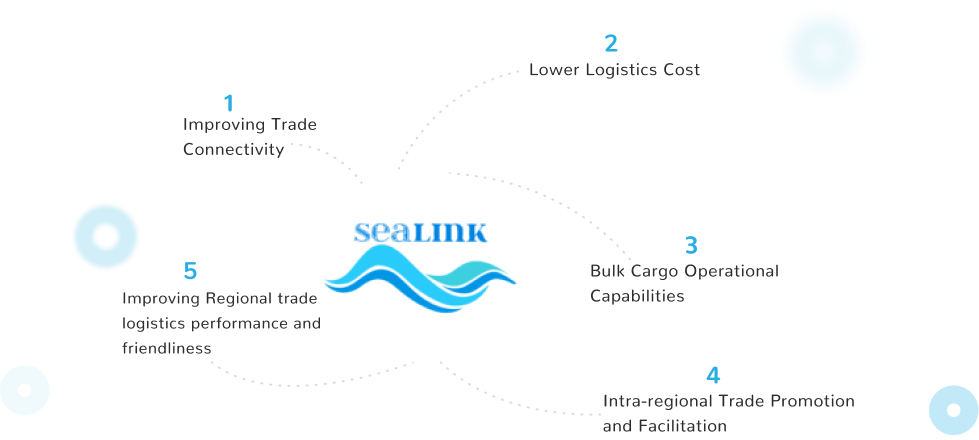 1
Improving Trade
Connectivity
2
Lower Logistics Cost
seaLINK
3
Bulk Cargo Operational
Capabilities
4
Intra-regional Trade Promotion
and Facilitation
5
Improving Regional trade
logistics performance and
friendliness